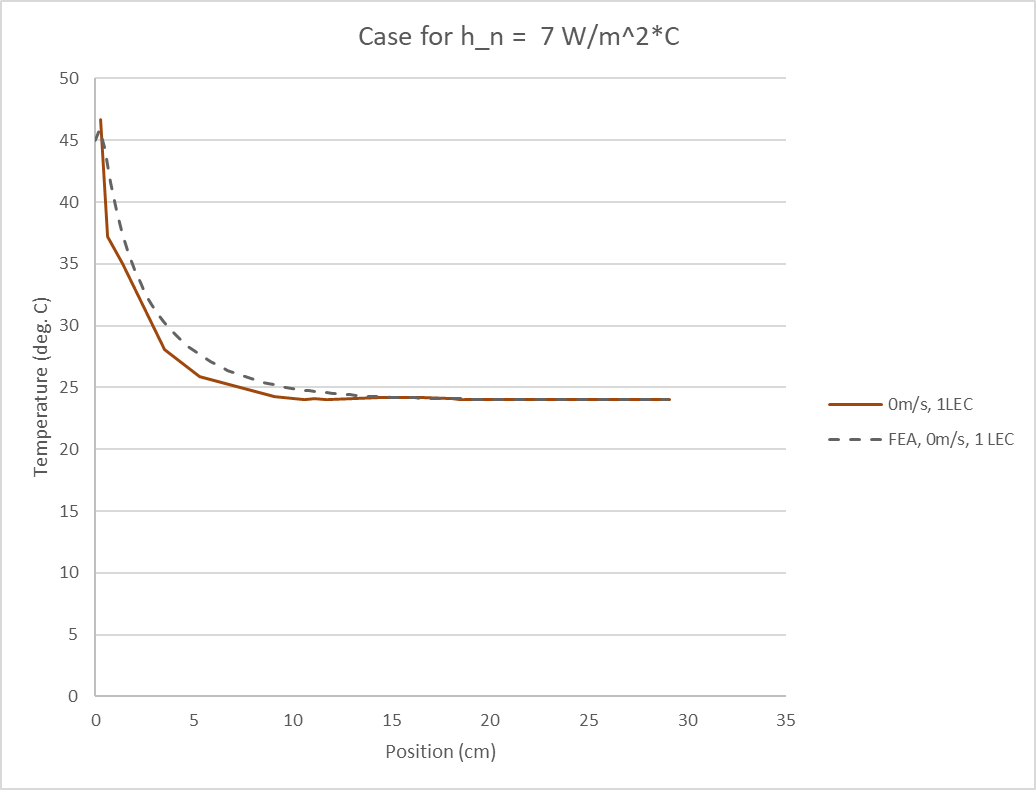 Case for h_n =  7 W/m^2*C
50
45
40
35
30
25
20
15
10
5
0
Temperature (deg. C)
0 5 10 15 20 25 30 35
Position (cm)
0m/s, 1LEC
FEA, 0m/s, 1 LEC